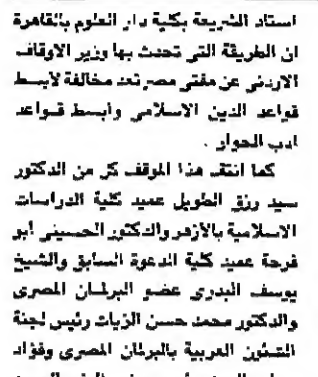 استاذ الشريعة بكلية دار العلوم بالقاهرة
ان الطريقة التي تحدث بها وزير الاوقاف
الاردني عن مفتي مصر تعد مخالفة لابسط
قواعد الدين الاسلامي وابسط قواعد
ادب الحوار .
كما انتقد هذا الموقف كل من الدكتور
سيد رزق الطويل عميد كلية الدراسات
الاسلامية بالأزهر والدكتور الحسيني أبو
فرحة عميد كلية الدعوة السابق والشيخ
يوسف البدري عضو البرلمان المصري
والدكتور محمد حسن الزيات رئيس لجنة
الشئون العربية بالبرلمان المصري وفؤاد